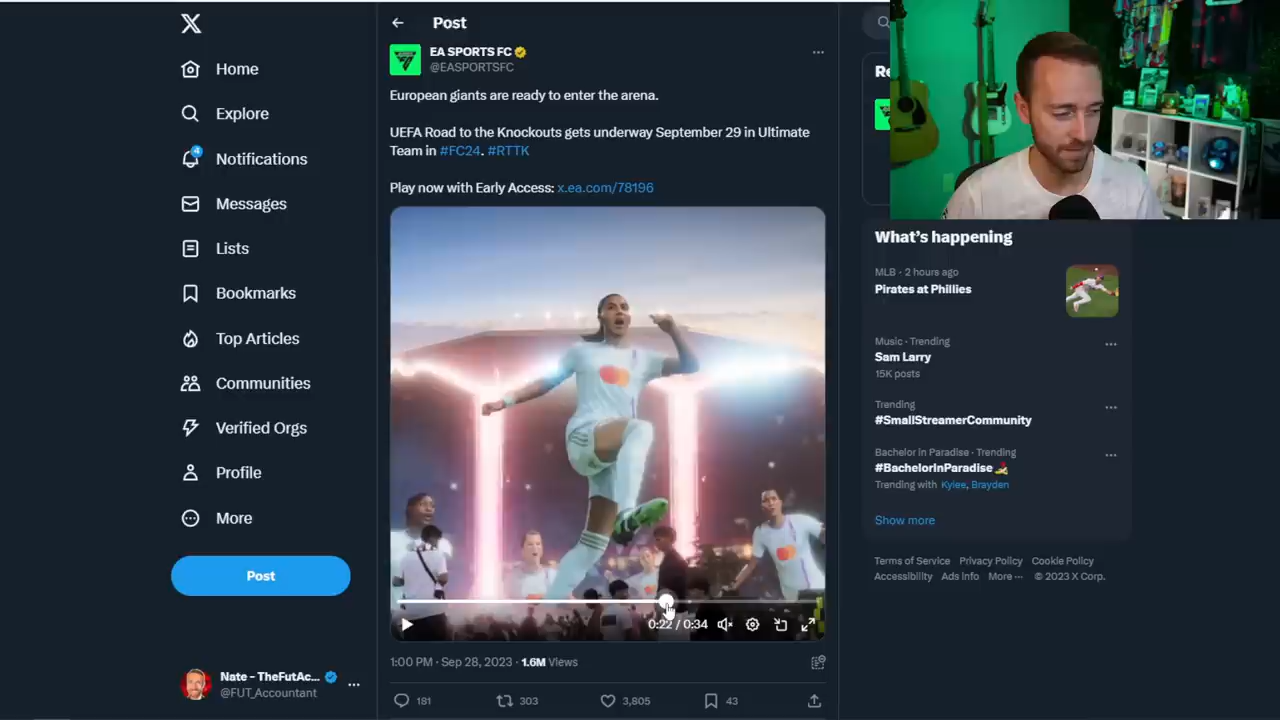 Post
EA SPORTS FC
@EASPORTSFC
European giants are ready to enter the arena.
UEFA Road to the Knockouts gets underway September 29 in Ultimate
Team in #FC24. #RTTK
Play now with Early Access: x.ea.com/78196
0:22 / 0:34
1:00 PM · Sep 28, 2023 · 1.6M Views
181
303
3,805
43
Home
Explore
4
Notifications
Messages
Lists
Bookmarks
Top Articles
Communities
Verified Orgs
Profile
More
Post
Nate - TheFutAc...
@FUT_Accountant
Re
What's happening
MLB · 2 hours ago
Pirates at Phillies
Music · Trending
Sam Larry
15K posts
Trending
#SmallStreamerCommunity
Bachelor in Paradise · Trending
#BachelorInParadise
Trending with Kylee, Brayden
Show more
Terms of Service Privacy Policy Cookie Policy
Accessibility Ads info More ··· © 2023 X Corp.